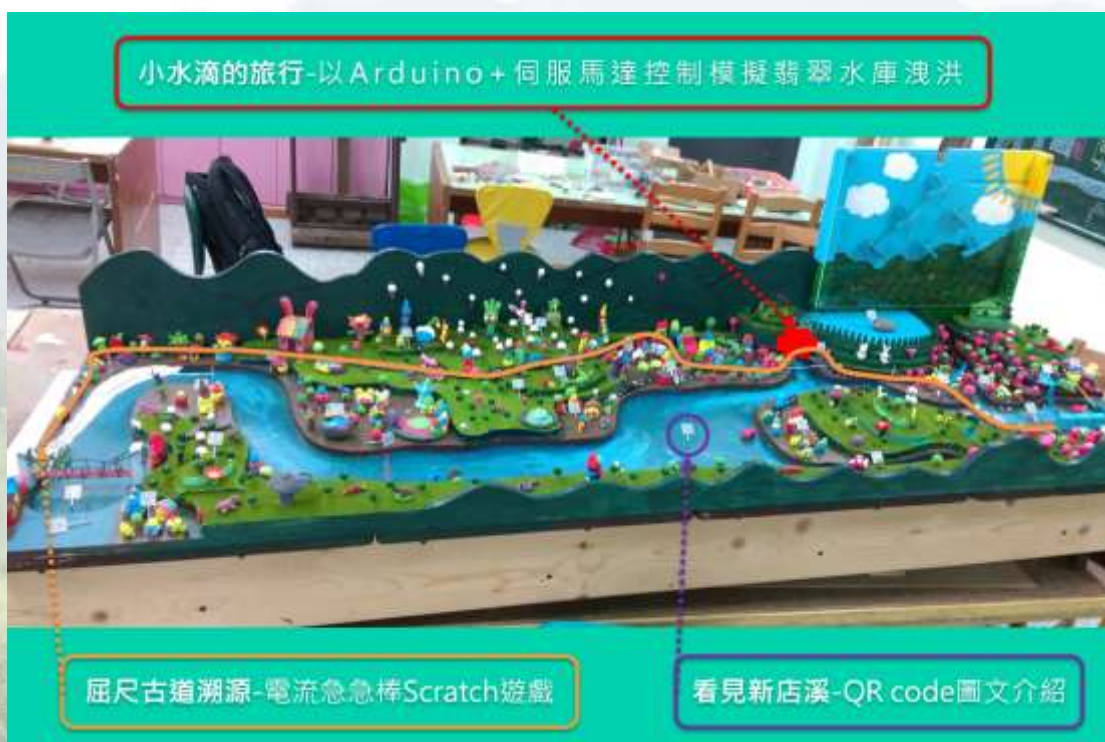 小水滴的旅行-以Arduino+伺服馬達控制模擬翡翠水庫洩洪
屈尺古道溯源-電流急急棒Scratch遊戲
看見新店溪-QR code圖文介紹